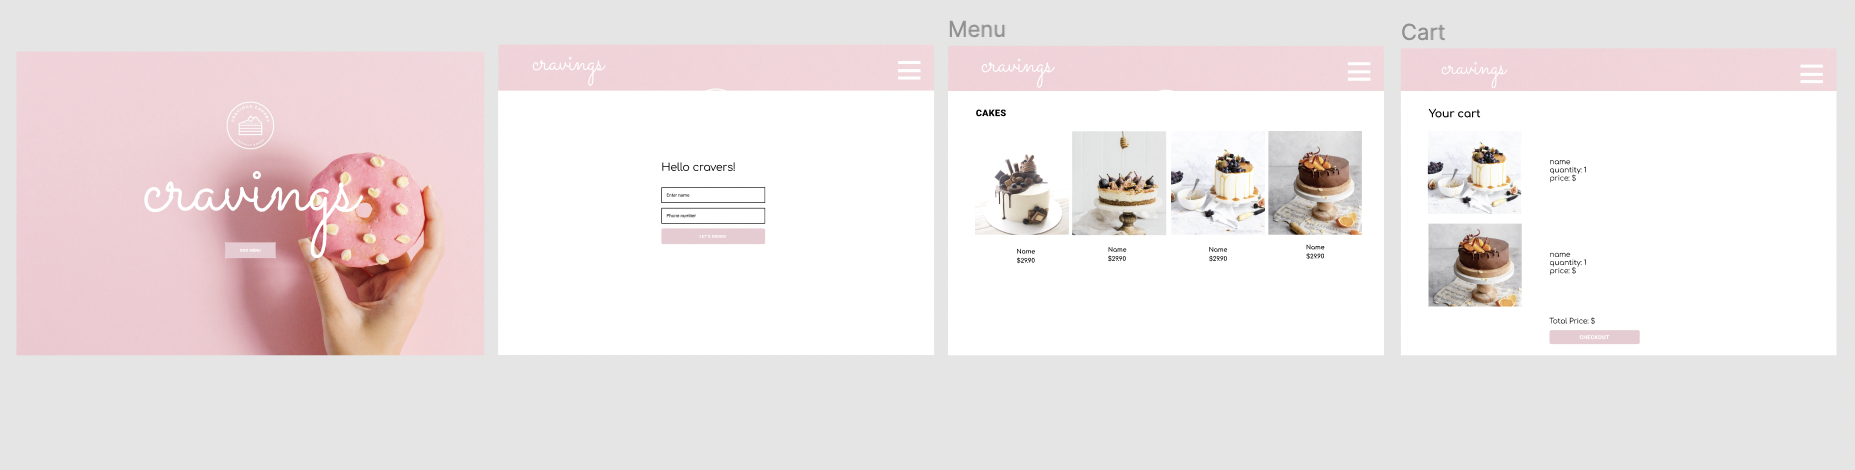 cravings
cravings
Hello cravers!
Enter name
Phone number
LET'S ORDER!
Menu
cravings
CAKES
Name
$29.90
Name
$29.90
Name
$29.90
Name
$29.90
Cart
cravings
Your cart
name
quantity: 1
price: $
name
quantity: 1
price: $
Total Price: $
CHECKOUT